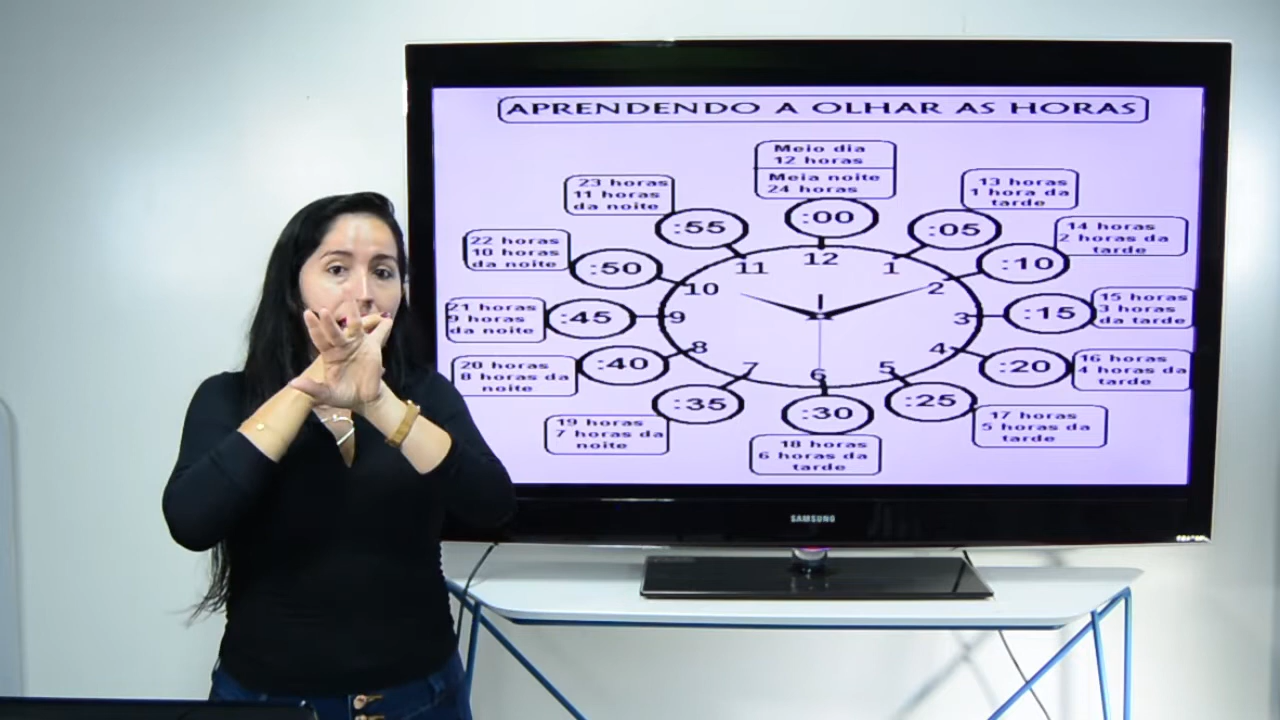 APRENDENDO A OLHAR AS HORAS
Meio dia
12 horas
Meia noite
24 horas
:00
13 horas
1 hora da
tarde
:05
14 horas
2 horas da
tarde
:10
15 horas
3 horas da
tarde
:15
16 horas
4 horas da
tarde
:20
17 horas
5 horas da
tarde
:25
18 horas
6 horas da
tarde
:30
19 horas
7 horas da
noite
:35
20 horas
8 horas da
noite
:40
21 horas
9 horas
da noite
:45
22 horas
10 horas
da noite
:50
23 horas
11 horas
da noite
:55
12
1
2
3
4
5
6
7
8
9
10
11
SAMSUNG